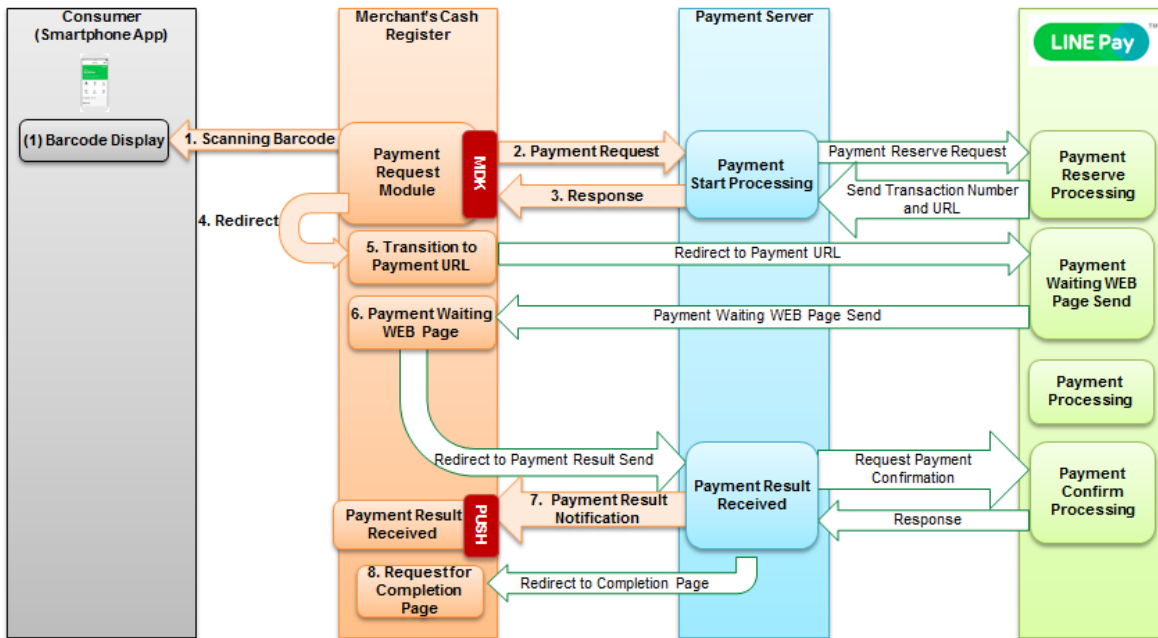 Consumer
(Smartphone App)
Merchant's Cash
Register
Payment Server
LINE Pay
TM
(1) Barcode Display
1. Scanning Barcode
Payment
Request
Module
MDK
2. Payment Request
3. Response
Payment
Start Processing
Payment Reserve Request
Send Transaction Number
and URL
Payment
Reserve
Processing
4. Redirect
5. Transition to
Payment URL
Redirect to Payment URL
Payment
Waiting WEB
Page Send
6. Payment Waiting
WEB Page
Payment Waiting WEB Page Send
Payment
Processing
Redirect to Payment Result Send
Payment Result
Received
Request Payment
Confirmation
Payment
Confirm
Processing
7. Payment Result
Notification
Response
Payment Result
Received
PUSH
8. Request for
Completion
Page
Redirect to Completion Page